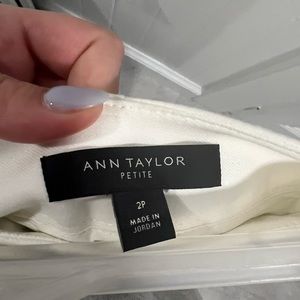 ANN TAYLOR
PETITE
2P
MADE IN
JORDAN